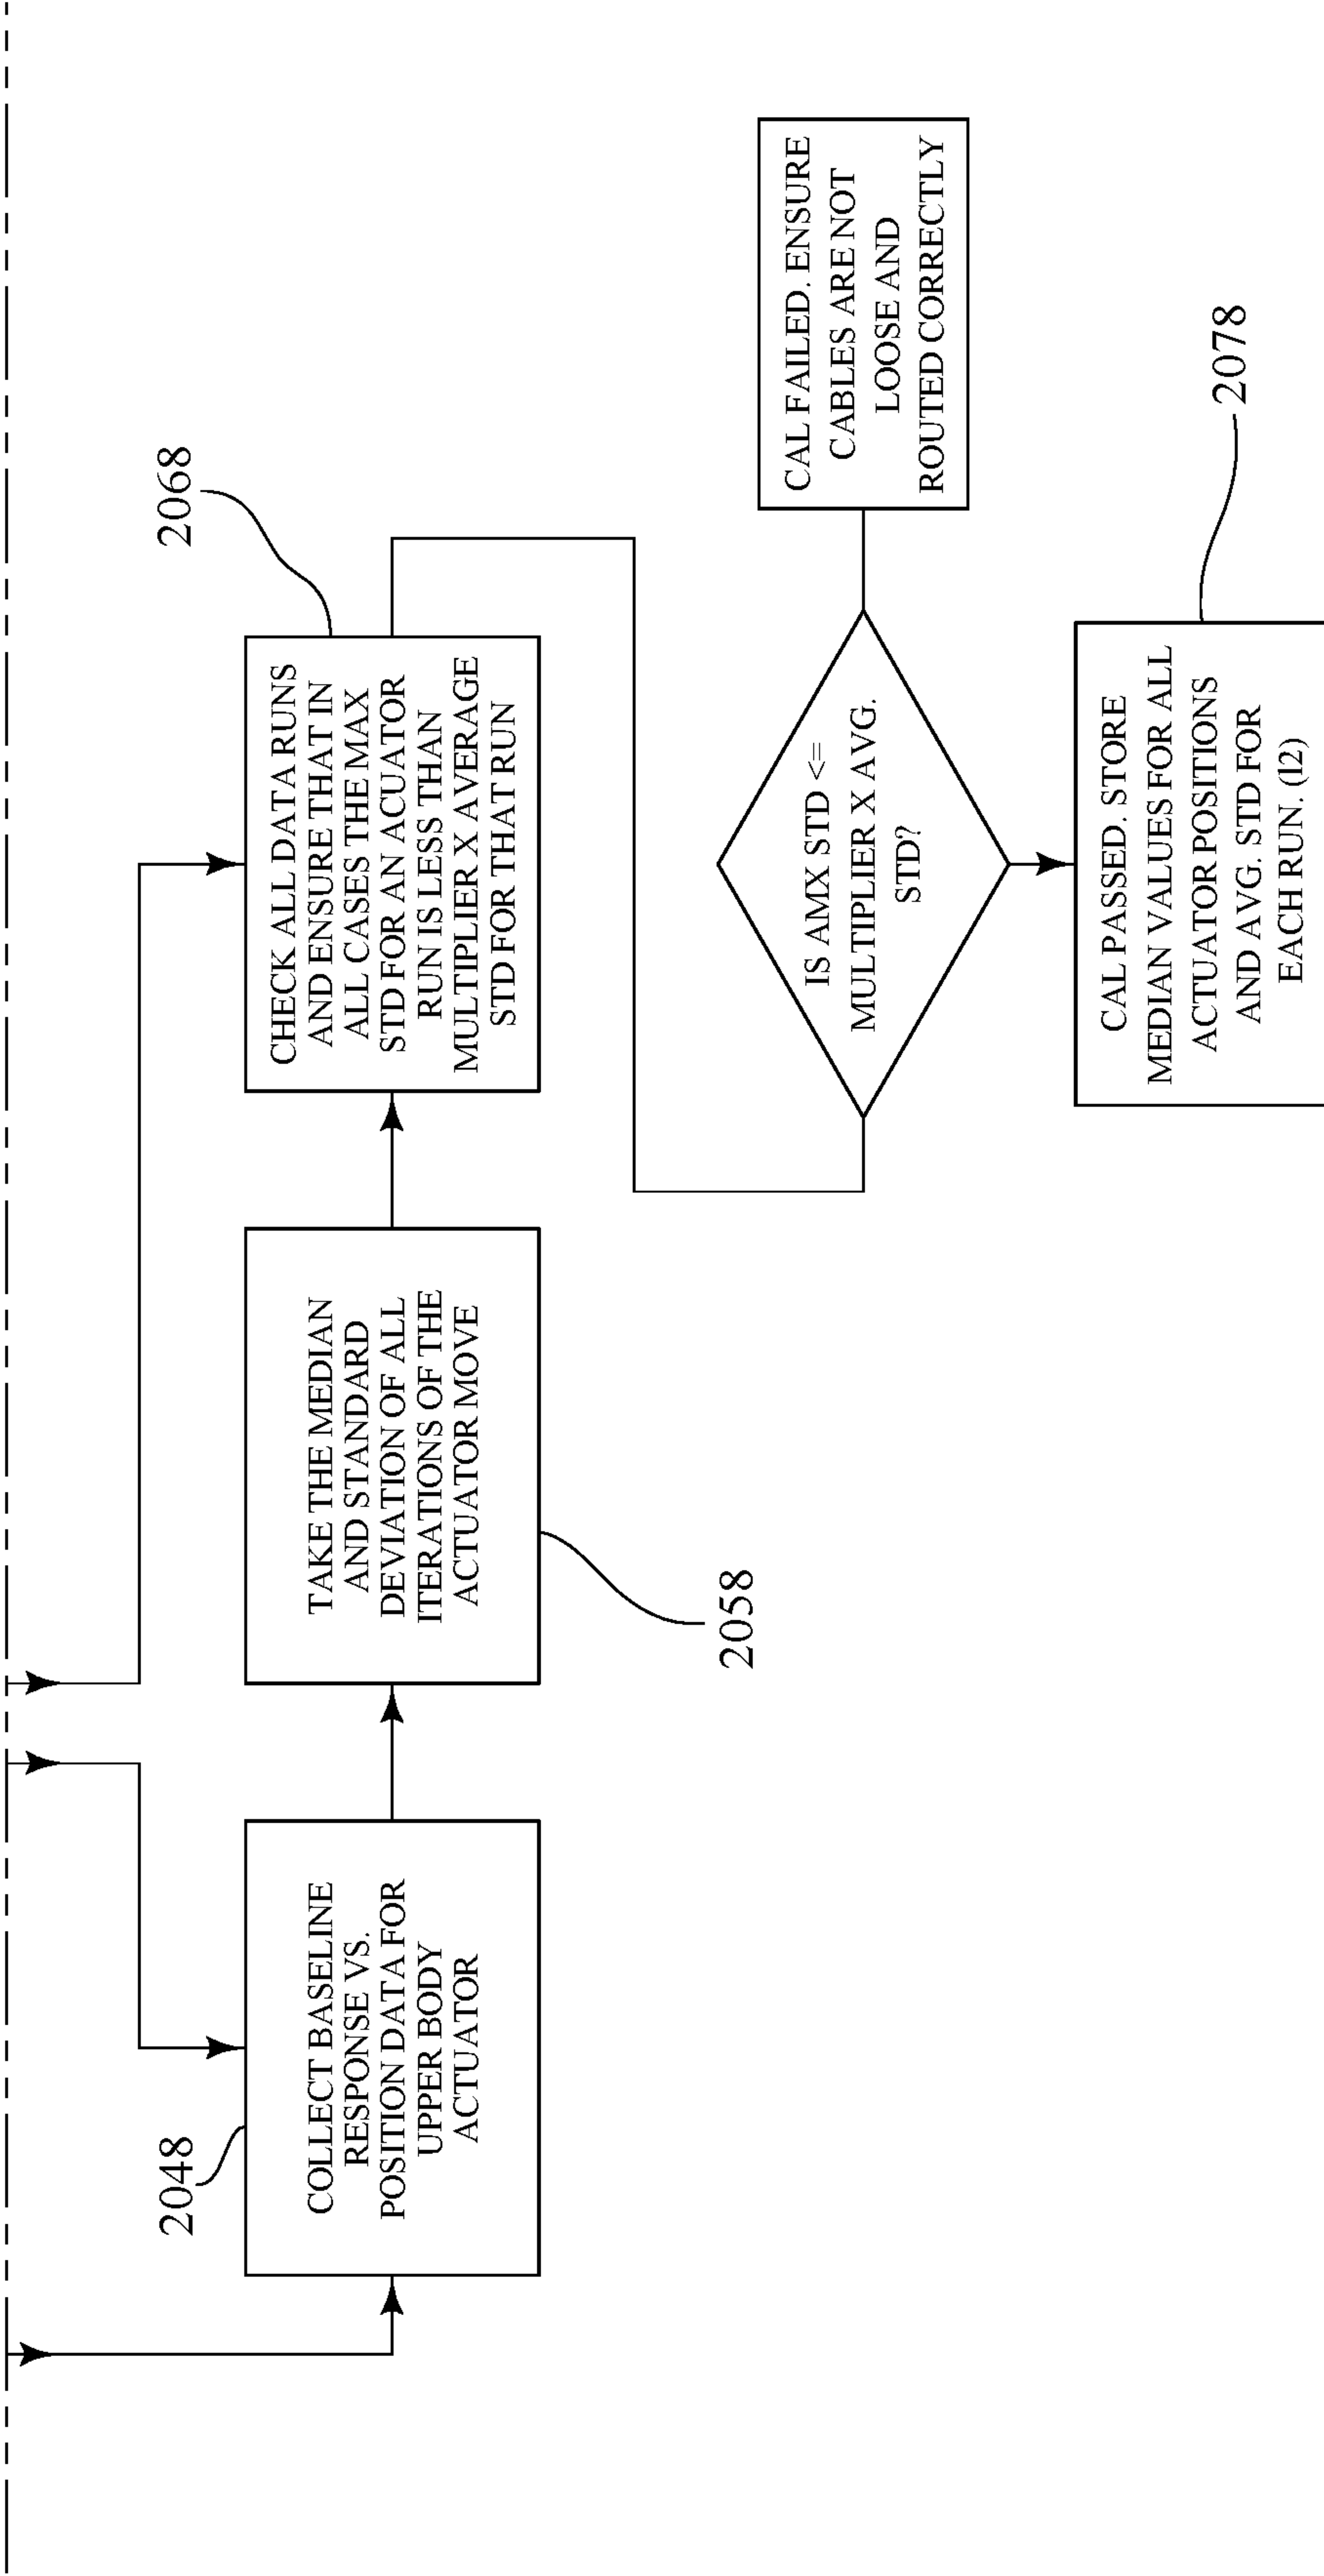 2048
COLLECT BASELINE
RESPONSE VS.
POSITION DATA FOR
UPPER BODY
ACTUATOR
TAKE THE MEDIAN
AND STANDARD
DEVIATION OF ALL
ITERATIONS OF THE
ACTUATOR MOVE
2058
2068
CHECK ALL DATA RUNS
AND ENSURE THAT IN
ALL CASES THE MAX
STD FOR AN ACUATOR
RUN IS LESS THAN
MULTIPLIER X AVERAGE
STD FOR THAT RUN
IS AMX STD <=
MULTIPLIER X AVG.
STD?
CAL FAILED. ENSURE
CABLES ARE NOT
LOOSE AND
ROUTED CORRECTLY
CAL PASSED. STORE
MEDIAN VALUES FOR ALL
ACTUATOR POSITIONS
AND AVG. STD FOR
EACH RUN. (12)
2078